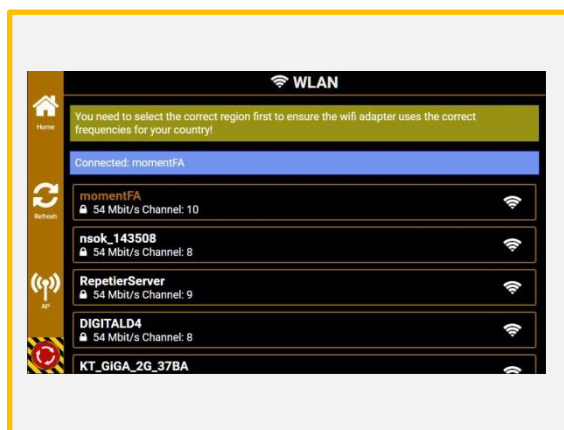 WLAN
Home
You need to select the correct region first to ensure the wifi adapter uses the correct
frequencies for your country!
Connected: momentFA
Refresh
momentFA
54 Mbit/s Channel: 10
nsok_143508
54 Mbit/s Channel: 8
RepetierServer
54 Mbit/s Channel: 9
AP
DIGITALD4
54 Mbit/s Channel: 8
KT_GiGA_2G_37BA